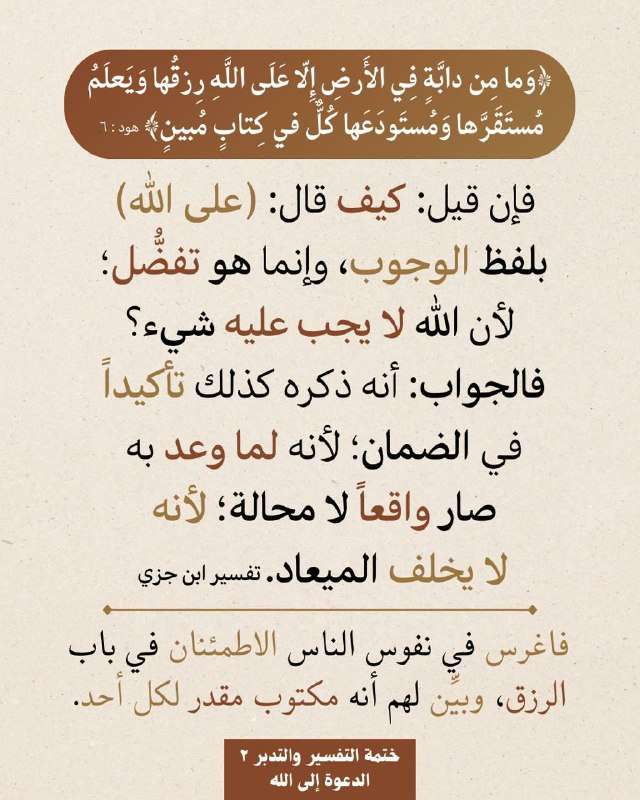 ﴿وَما مِن دابَّةٍ فِي الأَرضِ إِلّا عَلَى اللَّهِ رِزقُها وَيَعلَمُ
مُستَقَرَّها وَمُستَودَعَها كُلٌّ في كِتابٍ مُبينٍ﴾ هود : ٦
فإن قيل: كيف قال: (على الله)
بلفظ الوجوب، وإنما هو تفضُّل؛
لأن الله لا يجب عليه شيء؟
فالجواب: أنه ذكره كذلك تأكيداً
في الضمان؛ لأنه لما وعد به
صار واقعاً لا محالة؛ لأنه
لا يخلف الميعاد. تفسير ابن جزي
فاغرس في نفوس الناس الاطمئنان في باب
الرزق، وبيِّن لهم أنه مكتوب مقدر لكل أحد.
ختمة التفسير والتدبر ٢
الدعوة إلى الله